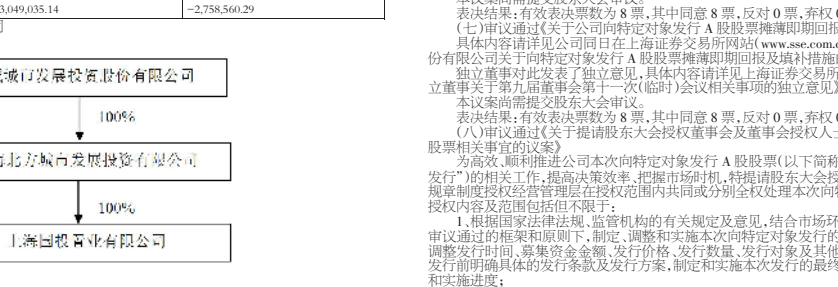 3,049,035.14
-2,758,560.29
城市发展投资股份有限公司
100%
北方城市发展投资有限公司
100%
上海国投置业有限公司
本议案尚需提交股东大会审议。
表决结果:有效表决票数为8票,其中同意8票,反对0票,弃权
(七)审议通过《关于公司向特定对象发行A股股票摊薄即期回报
具体内容请详见公司同日在上海证券交易所网站(www.sse.com.c
份有限公司关于向特定对象发行A股股票摊薄即期回报及填补措施
独立董事对此发表了独立意见,具体内容请详见上海证券交易所
立董事关于第九届董事会第十一次(临时)会议相关事项的独立意见》
本议案尚需提交股东大会审议。
表决结果:有效表决票数为8票,其中同意8票,反对0票,弃权
(八)审议通过《关于提请股东大会授权董事会及董事会授权人士
股票相关事宜的议案》
为高效、顺利推进公司本次向特定对象发行A股股票(以下简称
发行”)的相关工作,提高决策效率、把握市场时机,特提请股东大会授
规章制度授权经营管理层在授权范围内共同或分别全权处理本次向特
授权内容及范围包括但不限于:
1、根据国家法律法规、监管机构的有关规定及意见,结合市场环
审议通过的框架和原则下,制定、调整和实施本次向特定对象发行的
调整发行时间、募集资金金额、发行价格、发行数量、发行对象及其他
发行前明确具体的发行条款及发行方案,制定和实施本次发行的最终
和实施进度;